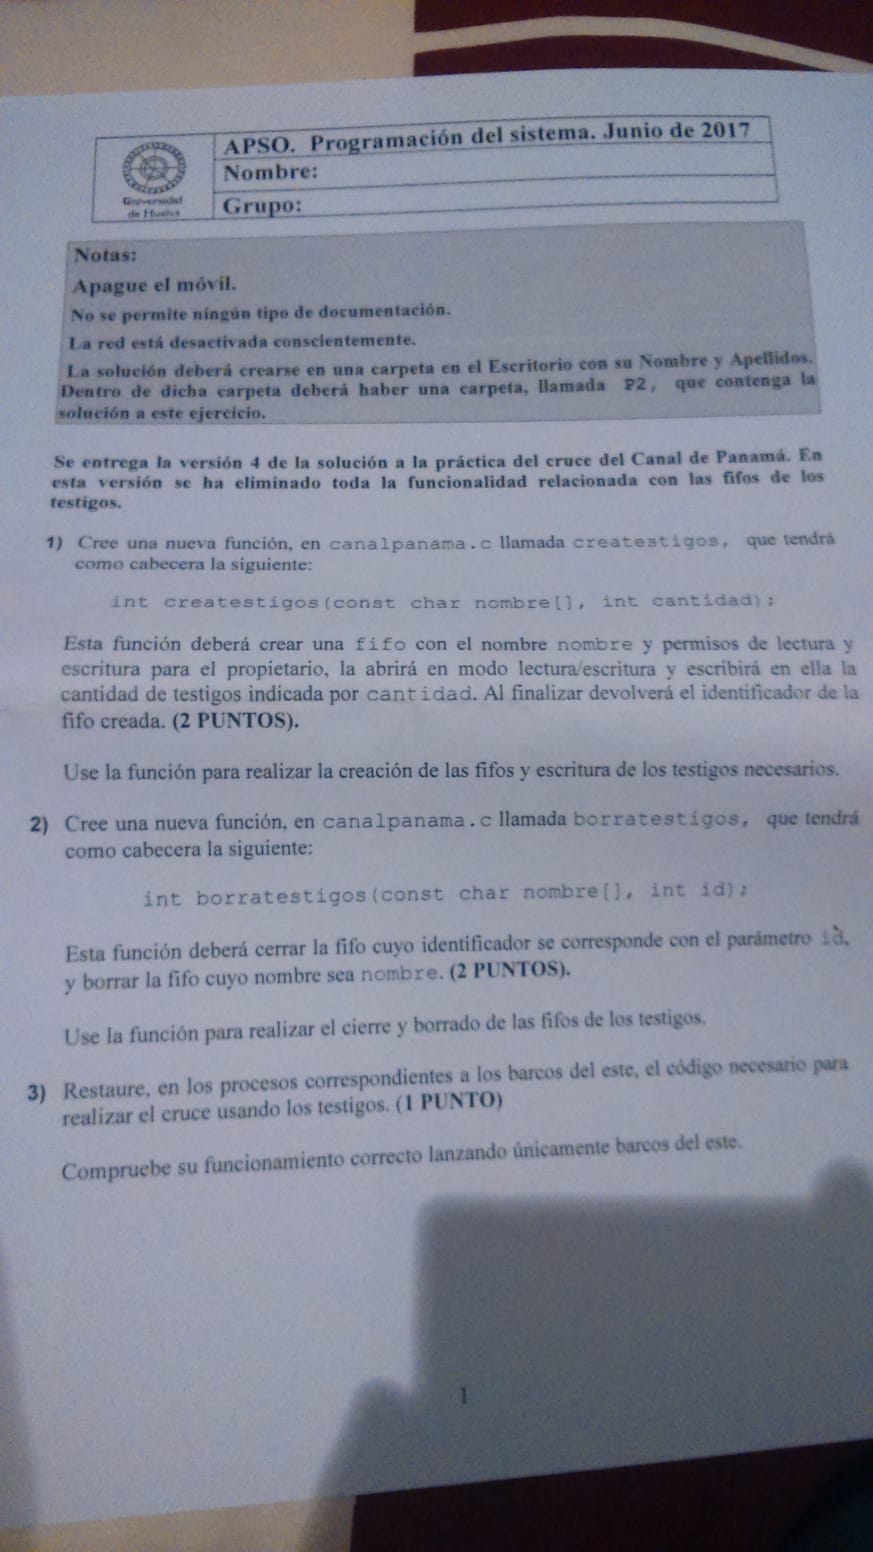 APSO. Programación del sistema. Junio de 2017
Nombre:
Universidad
de Huelva
Grupo:
Notas:
Apague el móvil.
No se permite ningún tipo de documentación.
La red está desactivada conscientemente.
La solución deberá crearse en una carpeta en el Escritorio con su Nombre y Apellidos.
Dentro de dicha carpeta deberá haber una carpeta, llamada P2, que contenga la
solución a este ejercicio.
Se entrega la versión 4 de la solución a la práctica del cruce del Canal de Panamá. En
esta versión se ha eliminado toda la funcionalidad relacionada con las fifos de los
testigos.
1) Cree una nueva función, en canalpanama.c llamada createstigos, que tendrá
como cabecera la siguiente:
int createstigos(const char nombre[], int cantidad);
Esta función deberá crear una fifo con el nombre nombre y permisos de lectura y
escritura para el propietario, la abrirá en modo lectura/escritura y escribirá en ella la
cantidad de testigos indicada por cantidad. Al finalizar devolverá el identificador de la
fifo creada. (2 PUNTOS).
Use la función para realizar la creación de las fifos y escritura de los testigos necesarios.
2) Cree una nueva función, en canalpanama.c llamada borratestigos, que tendrá
como cabecera la siguiente:
int borratestigos(const char nombre[], int id);
Esta función deberá cerrar la fifo cuyo identificador se corresponde con el parámetro id,
y borrar la fifo cuyo nombre sea nombre. (2 PUNTOS).
Use la función para realizar el cierre y borrado de las fifos de los testigos.
3) Restaure, en los procesos correspondientes a los barcos del este, el código necesario para
realizar el cruce usando los testigos. (1 PUNTO)
Compruebe su funcionamiento correcto lanzando únicamente barcos del este.
1